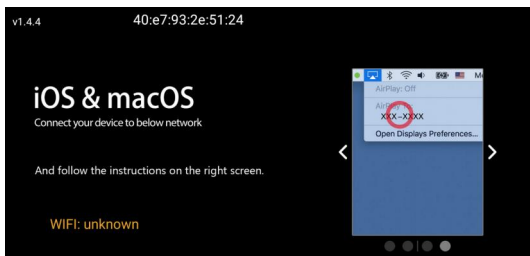 v1.4.4
40:e7:93:2e:51:24
iOS & macOS
Connect your device to below network
And follow the instructions on the right screen.
WIFI: unknown
AirPlay: Off
AirPlay
XXX-XXXX
Open Displays Preferences...